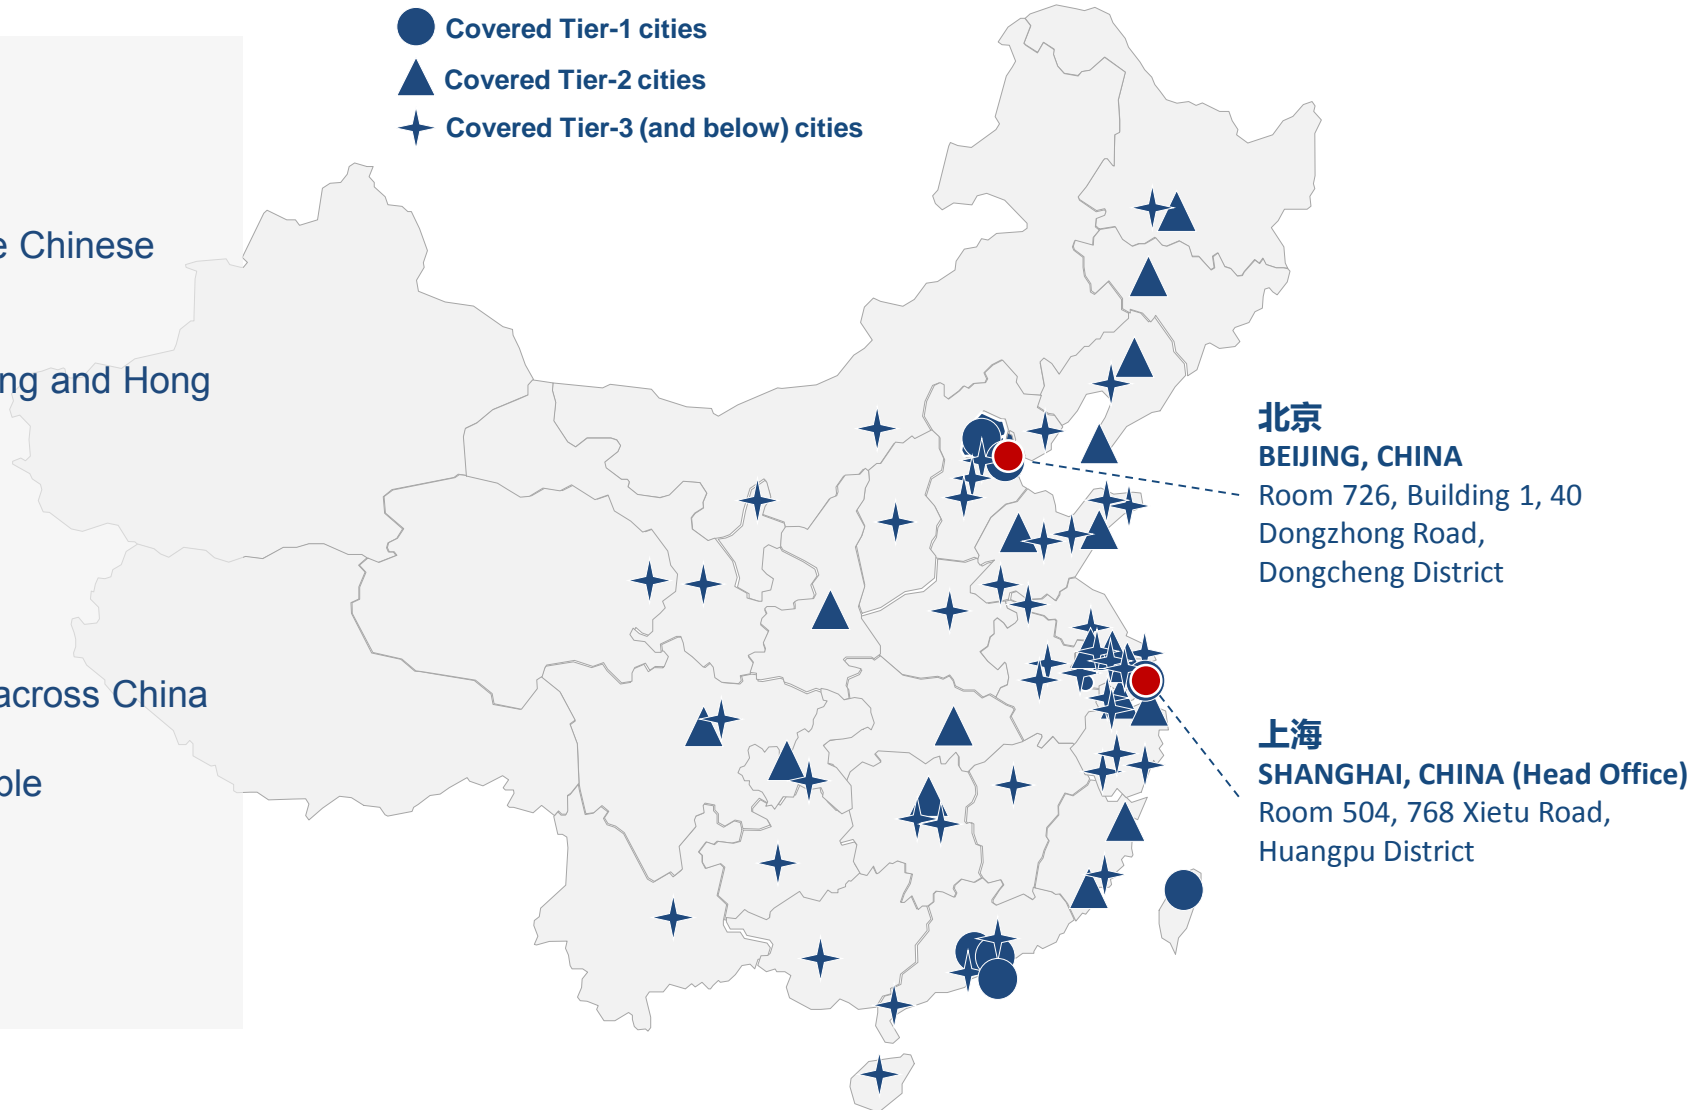 Covered Tier-1 cities
Covered Tier-2 cities
Covered Tier-3 (and below) cities
Chinese
and Hong
across China
北京
BEIJING, CHINA
Room 726, Building 1, 40
Dongzhong Road,
Dongcheng District
上海
SHANGHAI, CHINA (Head Office)
Room 504, 768 Xietu Road,
Huangpu District